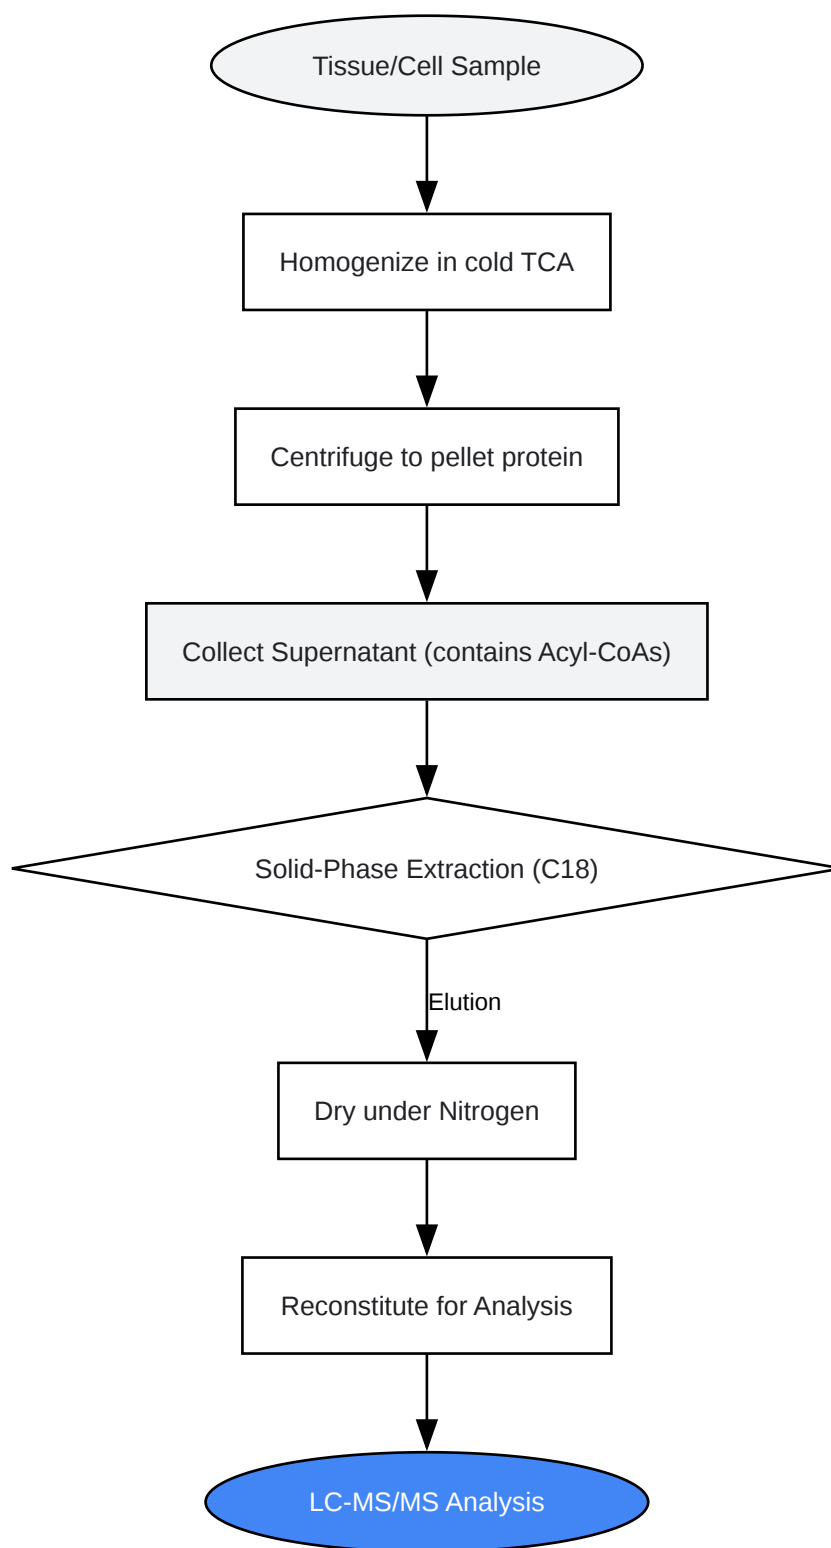 Tissue/Cell Sample
Homogenize in cold TCA
Centrifuge to pellet protein
Collect Supernatant (contains Acyl-CoAs)
Solid-Phase Extraction (C18)
Elution
Dry under Nitrogen
Reconstitute for Analysis
LC-MS/MS Analysis